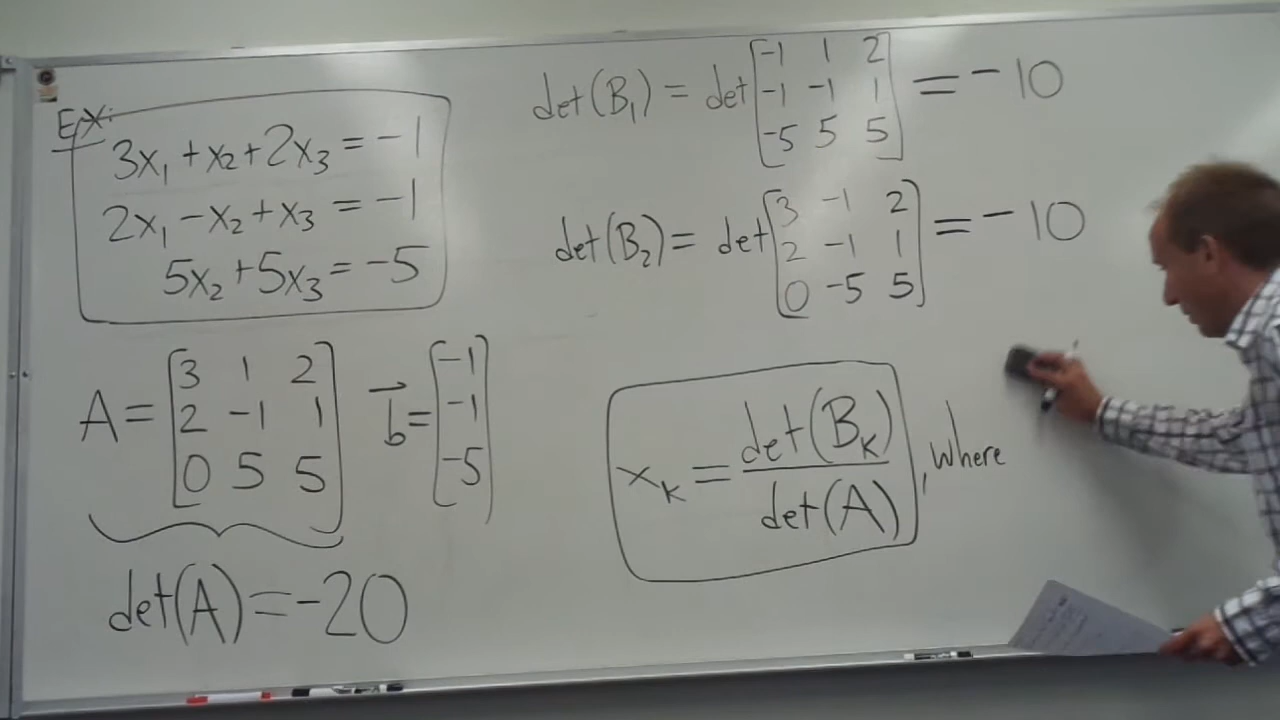 Ex:
3x₁ + x₂ + 2x₃ = -1
2x₁ - x₂ + x₃ = -1
5x₂ + 5x₃ = -5
A = [3 1 2
2 -1 1
0 5 5]
b⃗ = [-1
-1
-5]
det(A) = -20
det(B₁) = det [-1 1 2
-1 -1 1
-5 5 5] = -10
det(B₂) = det [3 -1 2
2 -1 1
0 -5 5] = -10
xₖ = det(Bₖ)
det(A)
, where